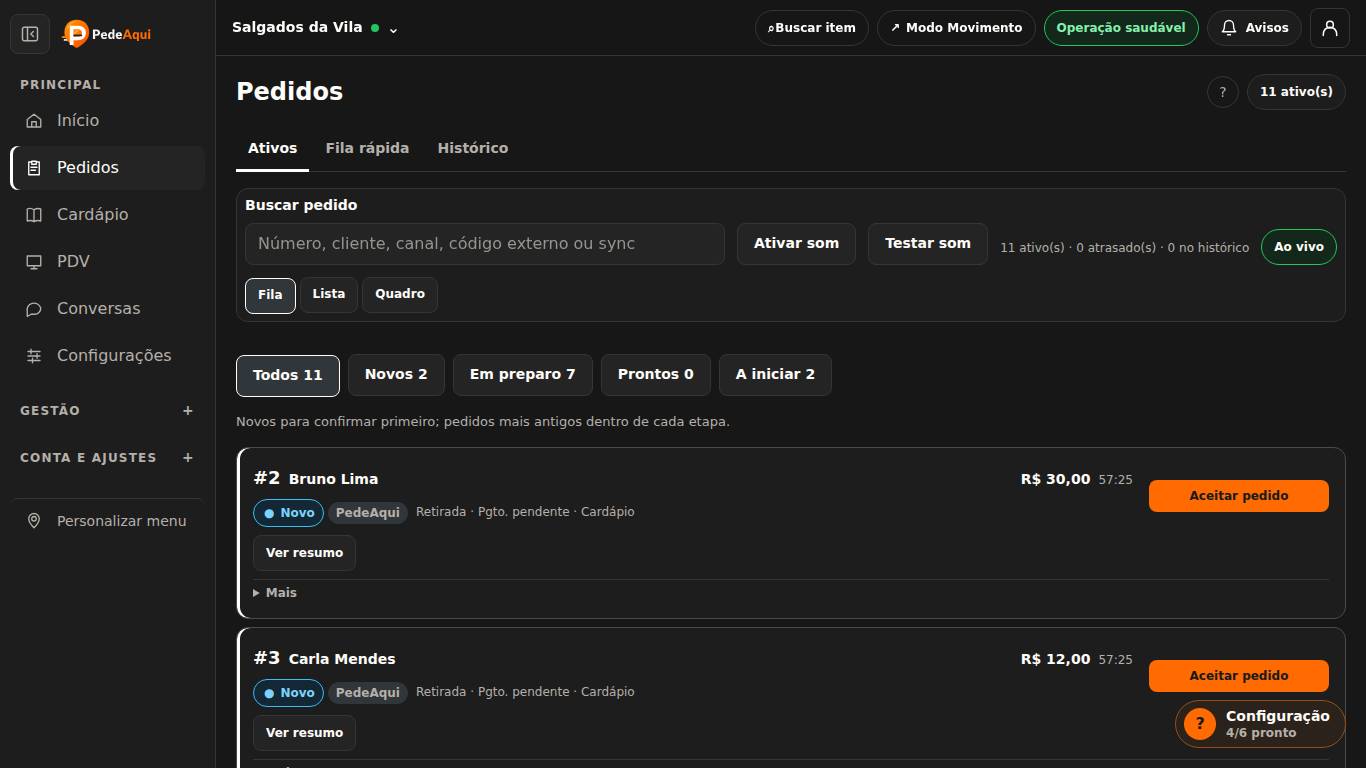 PedeAqui
PRINCIPAL
Início
Pedidos
Cardápio
PDV
Conversas
Configurações
GESTÃO +
CONTA E AJUSTES +
Personalizar menu
Salgados da Vila
Buscar item
Modo Movimento
Operação saudável
Avisos
Pedidos
?
11 ativo(s)
Ativos
Fila rápida
Histórico
Buscar pedido
Número, cliente, canal, código externo ou sync
Ativar som
Testar som
11 ativo(s) · 0 atrasado(s) · 0 no histórico
Ao vivo
Fila
Lista
Quadro
Todos 11
Novos 2
Em preparo 7
Prontos 0
A iniciar 2
Novos para confirmar primeiro; pedidos mais antigos dentro de cada etapa.
#2 Bruno Lima
R$ 30,00 57:25
Aceitar pedido
Novo PedeAqui Retirada · Pgto. pendente · Cardápio
Ver resumo
Mais
#3 Carla Mendes
R$ 12,00 57:25
Aceitar pedido
Novo PedeAqui Retirada · Pgto. pendente · Cardápio
Ver resumo
?
Configuração
4/6 pronto